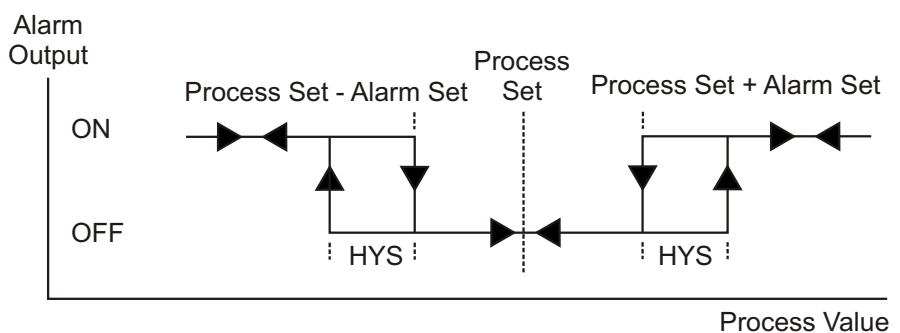 Alarm
Output
Process
Set
Process Set - Alarm Set
Process Set + Alarm Set
ON
OFF
HYS
HYS
Process Value